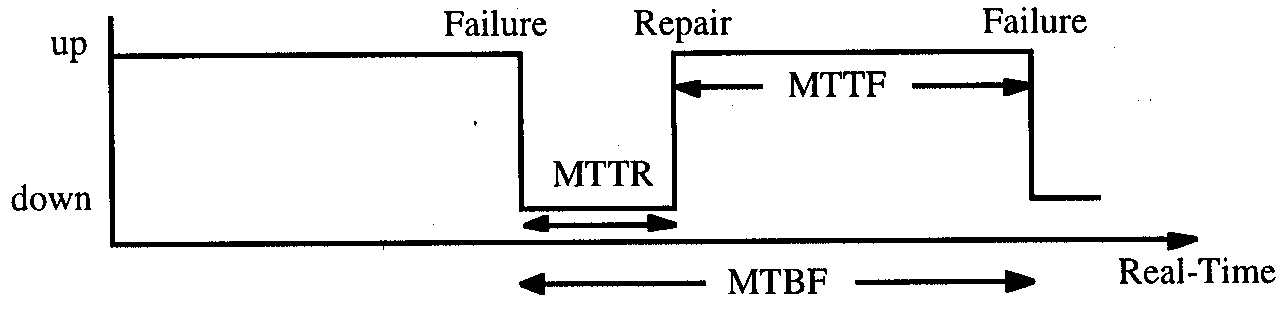 Failure Repair Failure
up
MTTF
MTTR
down
Real-Time
MTBF